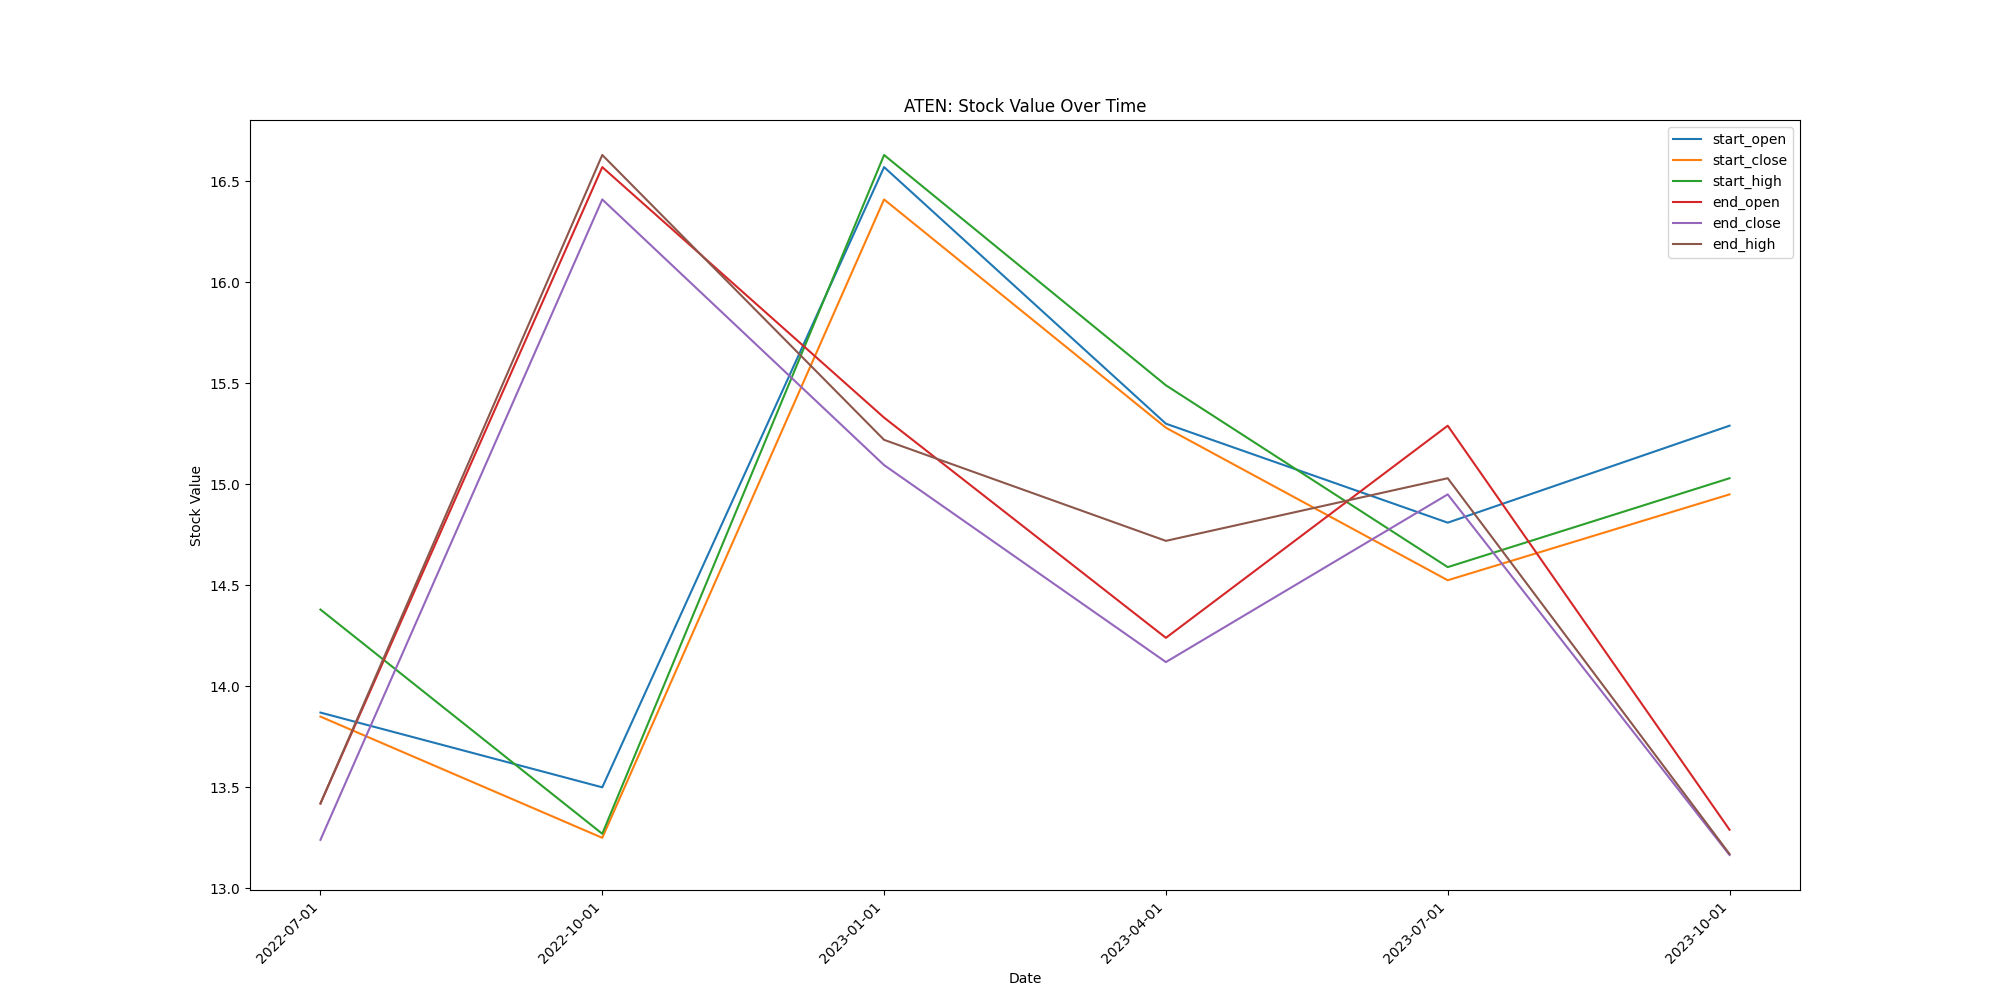 ATEN: Stock Value Over Time
start_open
start_close
start_high
end_open
end_close
end_high
Stock Value
16.5
16.0
15.5
15.0
14.5
14.0
13.5
13.0
2022-07-01
2022-10-01
2023-01-01
2023-04-01
2023-07-01
2023-10-01
Date